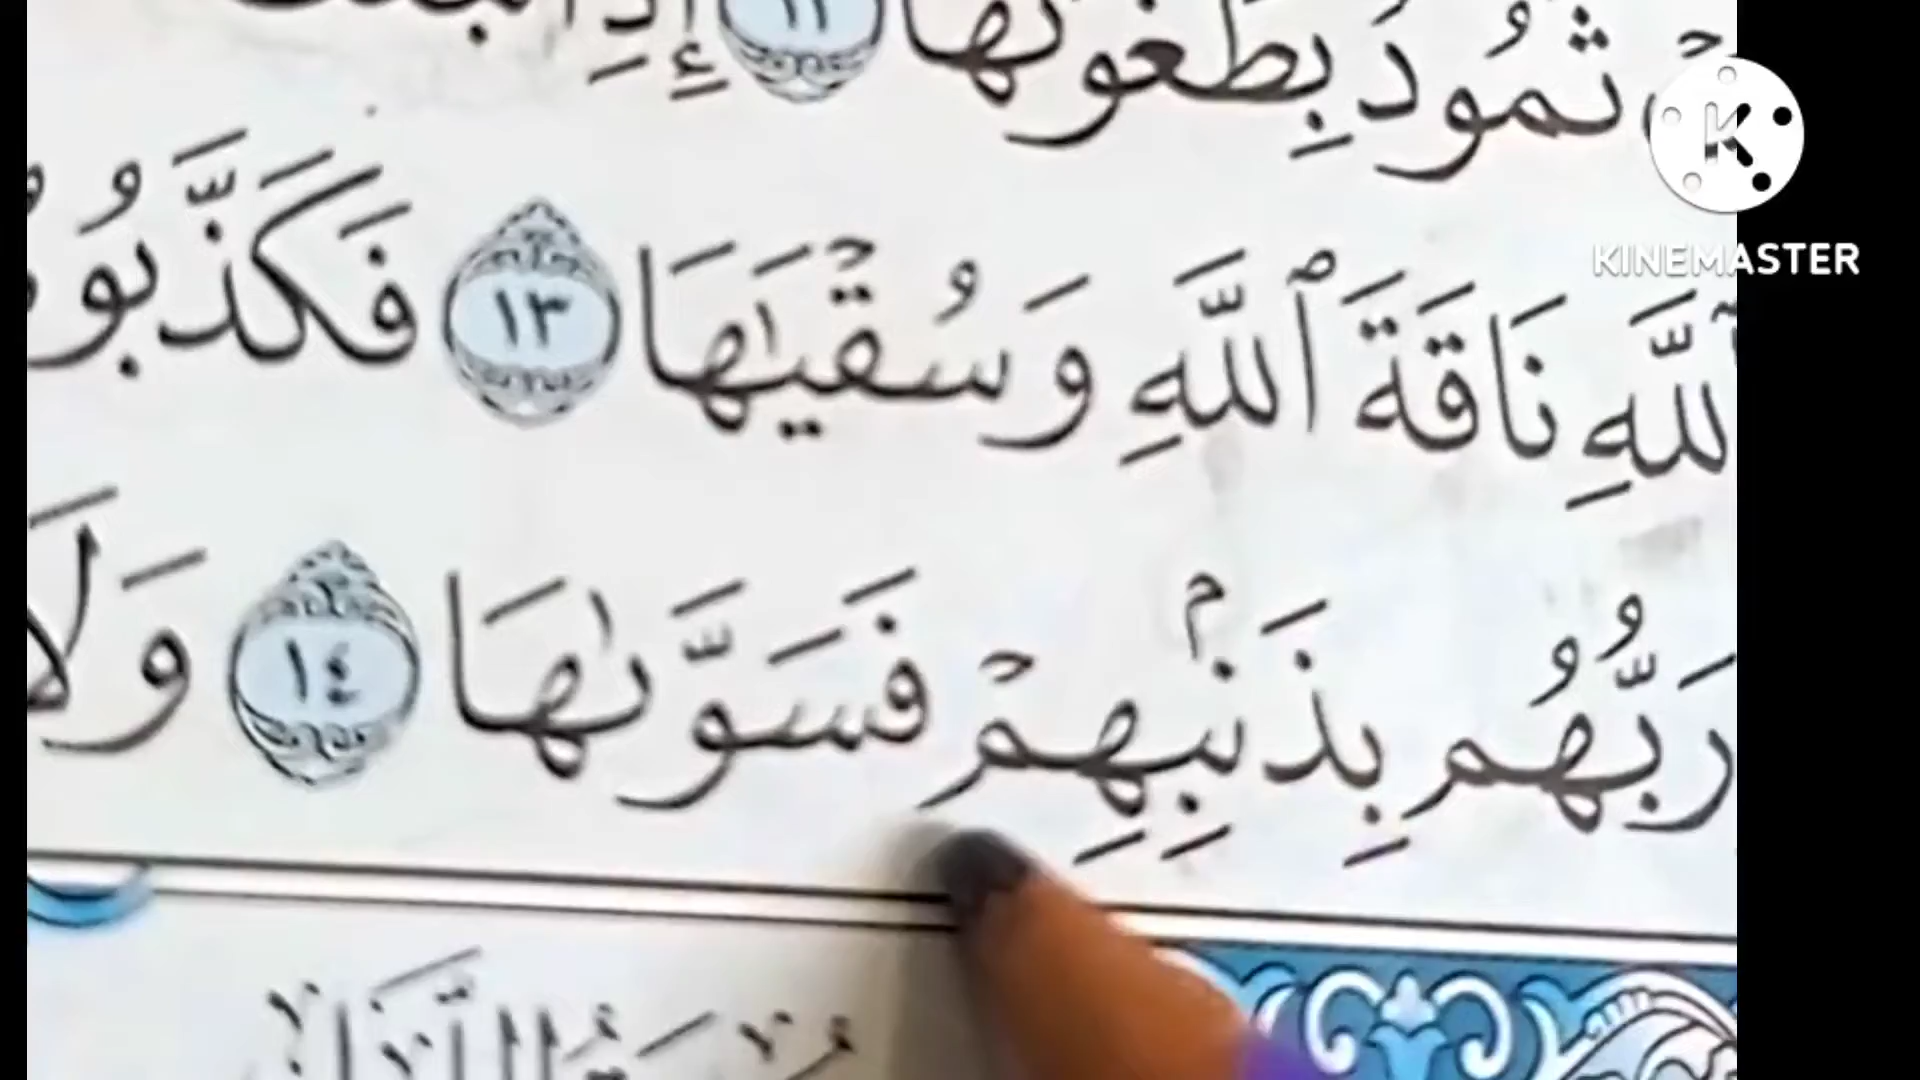 ثَمُودُ بِطَغْوَىٰهَا ١١ إِذِ
K
KINEMASTER
ٱللَّهِ نَاقَةَ ٱللَّهِ وَسُقْيَٰهَا ١٣ فَكَذَّبُو
رَبُّهُم بِذَنۢبِهِمْ فَسَوَّىٰهَا ١٤ وَلَا